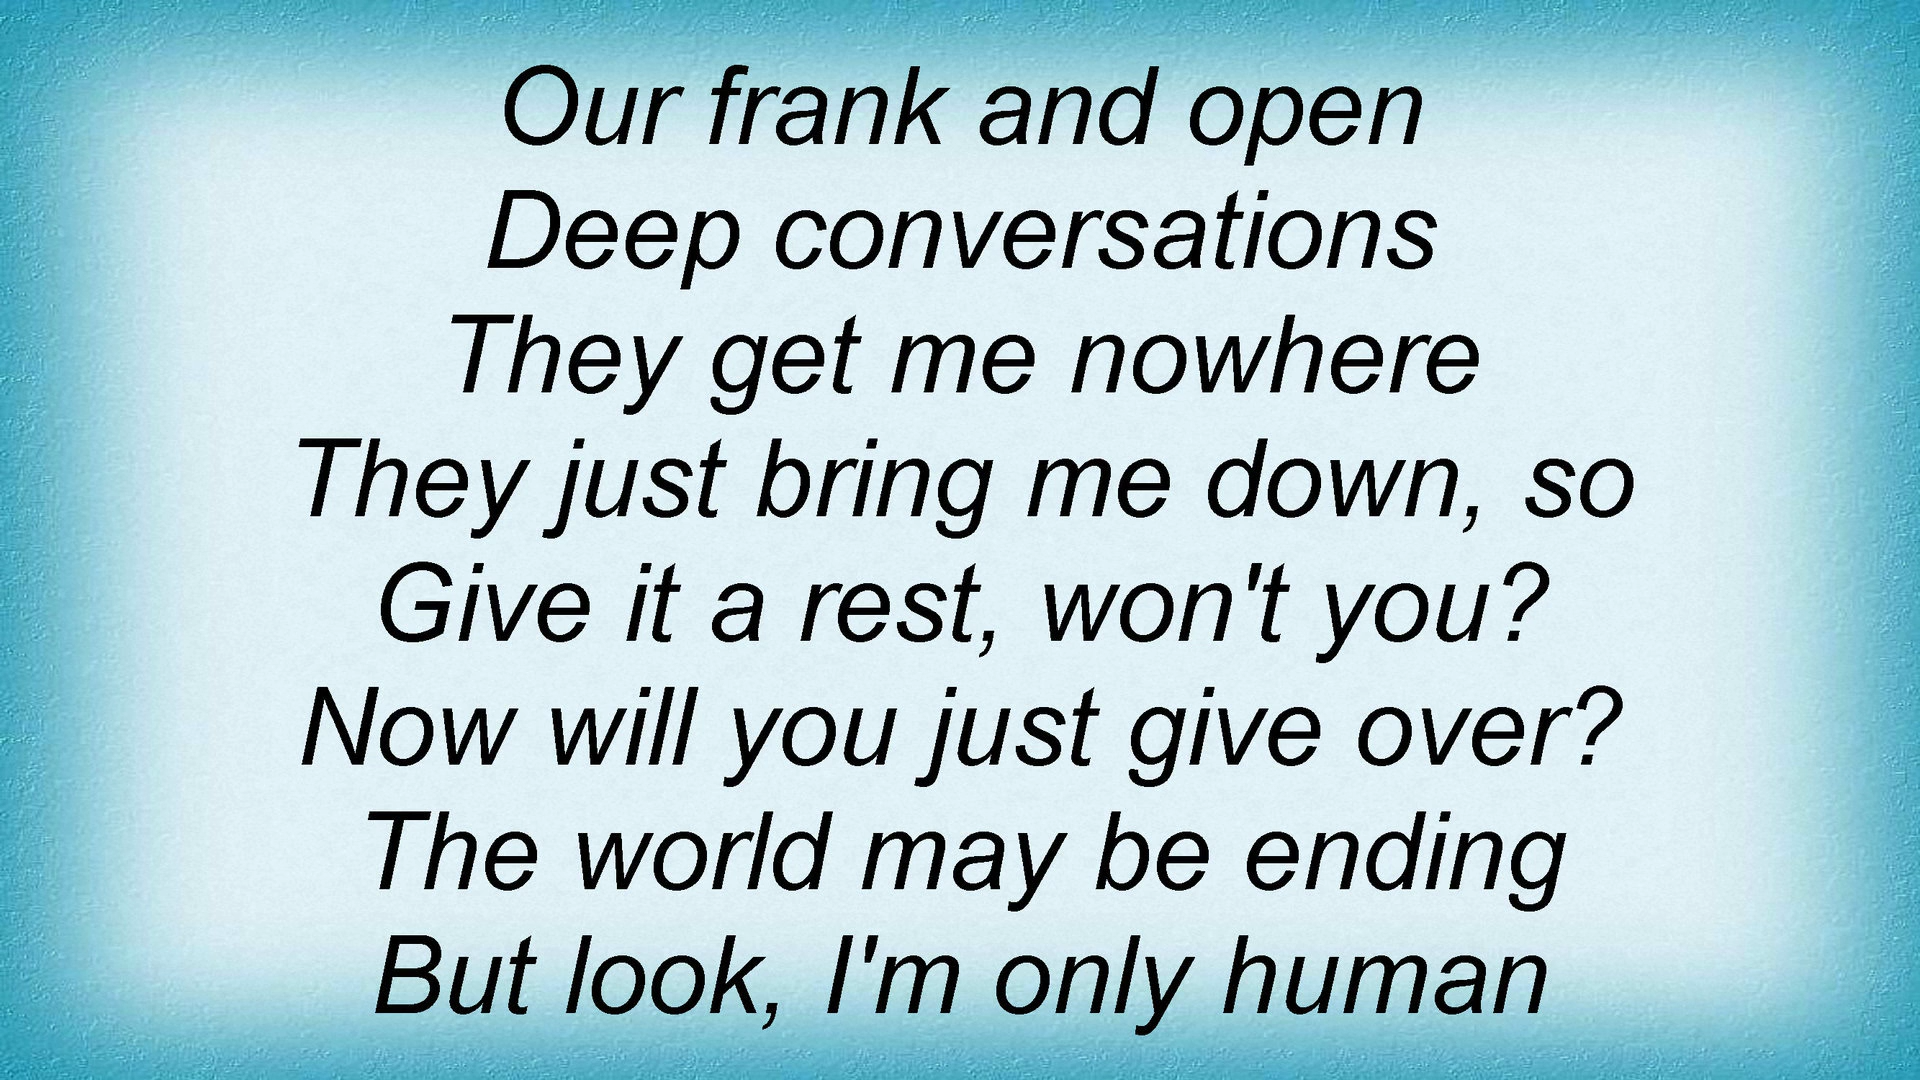 Our frank and open
Deep conversations
They get me nowhere
They just bring me down, so
Give it a rest, won't you?
Now will you just give over?
The world may be ending
But look, I'm only human